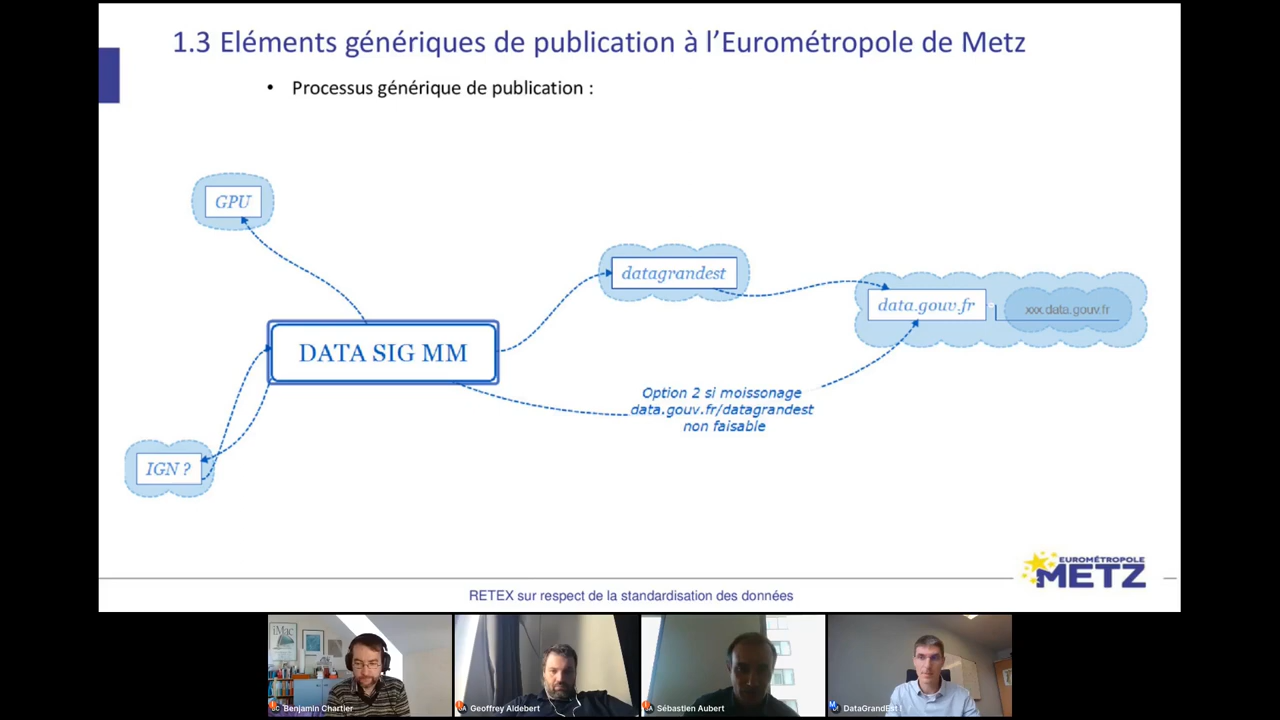 1.3 Eléments génériques de publication à l’Eurométropole de Metz
• Processus générique de publication :
GPU
datagrandest
data.gouv.fr
xxx.data.gouv.fr
DATA SIG MM
Option 2 si moissonage
data.gouv.fr/datagrandest
non faisable
IGN ?
EUROMÉTROPOLE
METZ
RETEX sur respect de la standardisation des données
iMac
Benjamin Chartier
Geoffrey Aldebert
Sébastien Aubert
DataGrandEst